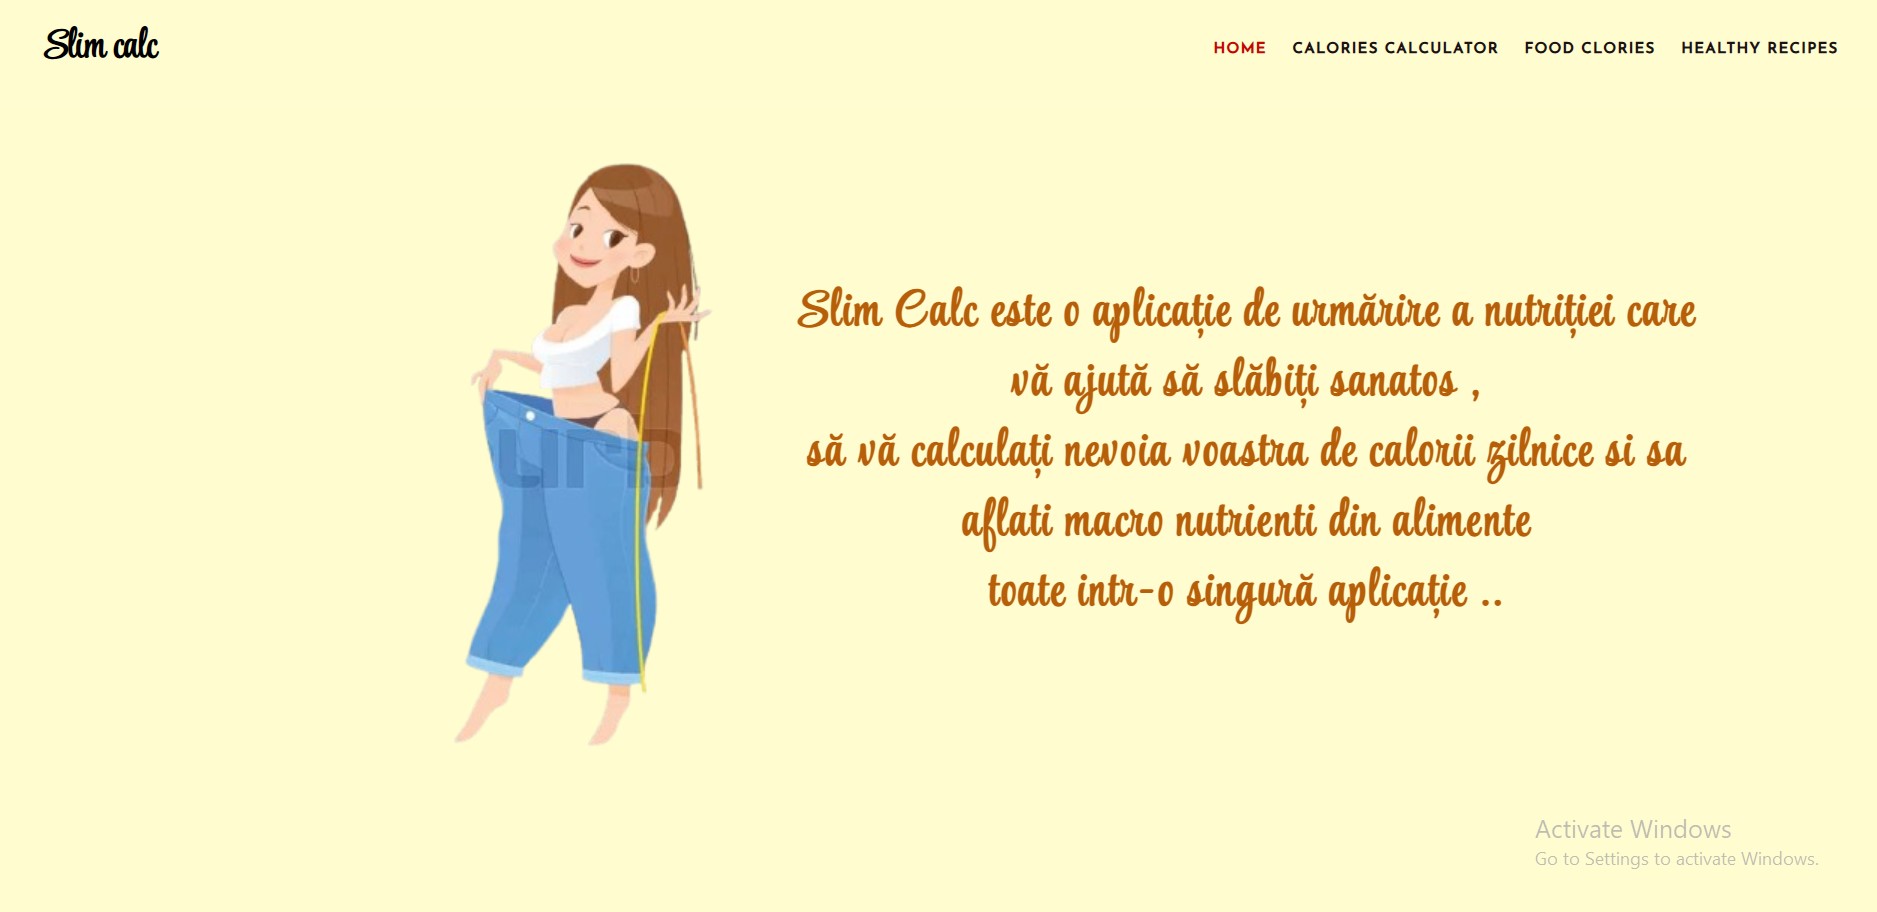 Slim calc
HOME CALORIES CALCULATOR FOOD CLORIES HEALTHY RECIPES
Slim Calc este o aplicație de urmărire a nutriției care
vă ajută să slăbiți sanatos ,
să vă calculați nevoia voastra de calorii zilnice si sa
aflati macro nutrienti din alimente
toate intr-o singură aplicație ..
Activate Windows
Go to Settings to activate Windows.